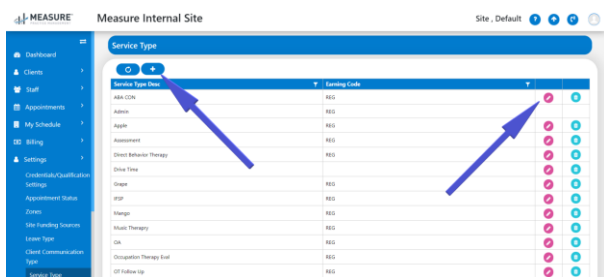 MEASURE
Measure Internal Site
Site , Default
Dashboard
Clients
Staff
Appointments
My Schedule
Billing
Settings
Credentials/Qualification
Settings
Appointment Status
Zones
Site Funding Sources
Leave Type
Client Communication
Type
Service Type
Service Type
Service Type Desc Earning Code
ABA CON REG
Admin REG
Apple REG
Assessment REG
Direct Behavior Therapy REG
Drive Time
Grape REG
IFSP REG
Mango REG
Music Therapry REG
OA REG
Occupation Therapy Eval REG
OT Follow Up REG